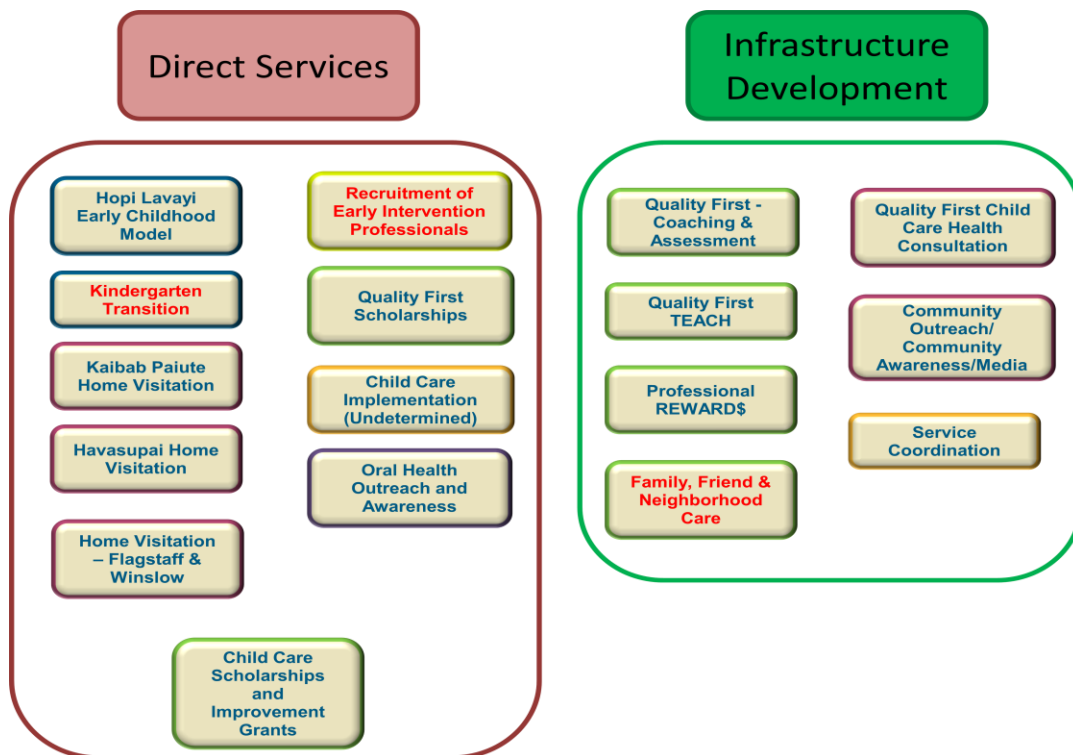 Direct Services
Hopi Lavayi
Early Childhood
Model
Kindergarten
Transition
Kaibab Paiute
Home Visitation
Havasupai Home
Visitation
Home Visitation
– Flagstaff &
Winslow
Recruitment of
Early Intervention
Professionals
Quality First
Scholarships
Child Care
Implementation
(Undetermined)
Oral Health
Outreach and
Awareness
Child Care
Scholarships
and
Improvement
Grants
Infrastructure
Development
Quality First -
Coaching &
Assessment
Quality First
TEACH
Professional
REWARD$
Family, Friend &
Neighborhood
Care
Quality First Child
Care Health
Consultation
Community
Outreach/
Community
Awareness/Media
Service
Coordination